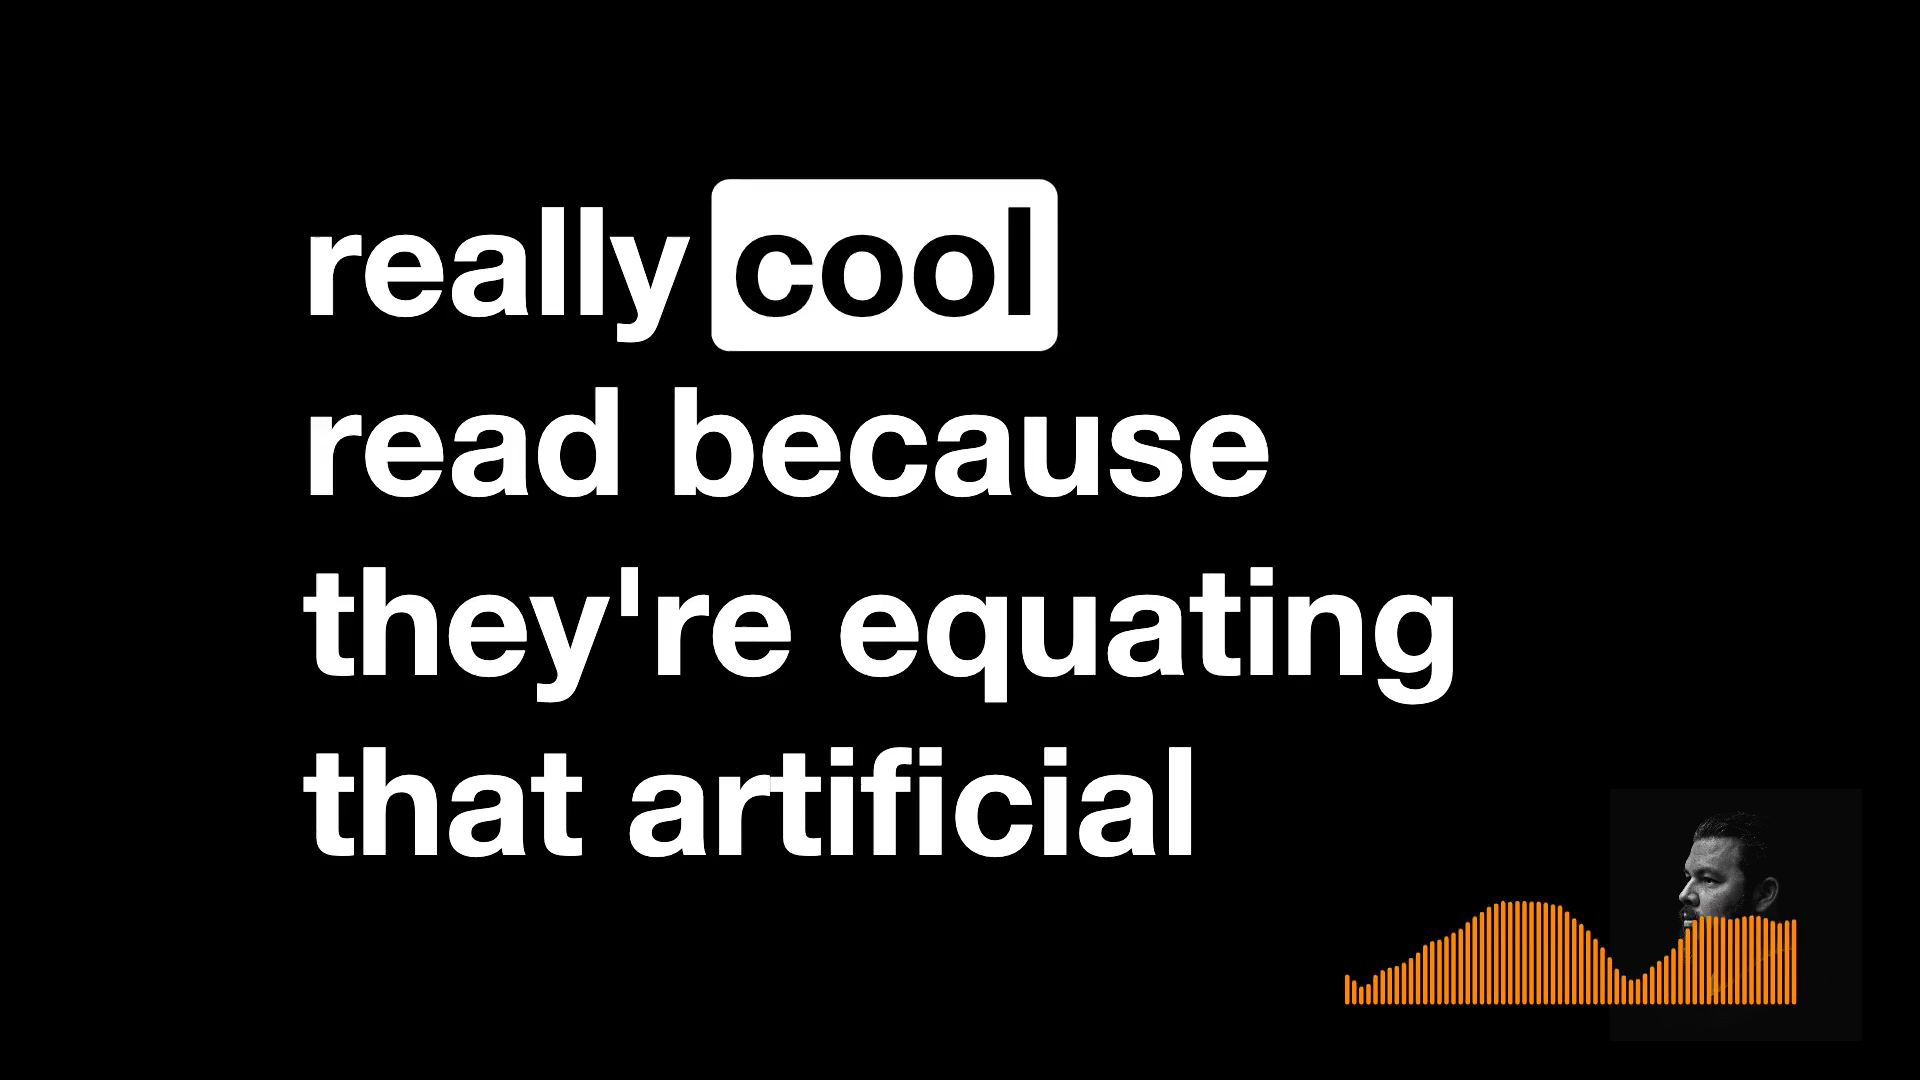 really cool
read because
they're equating
that artificial